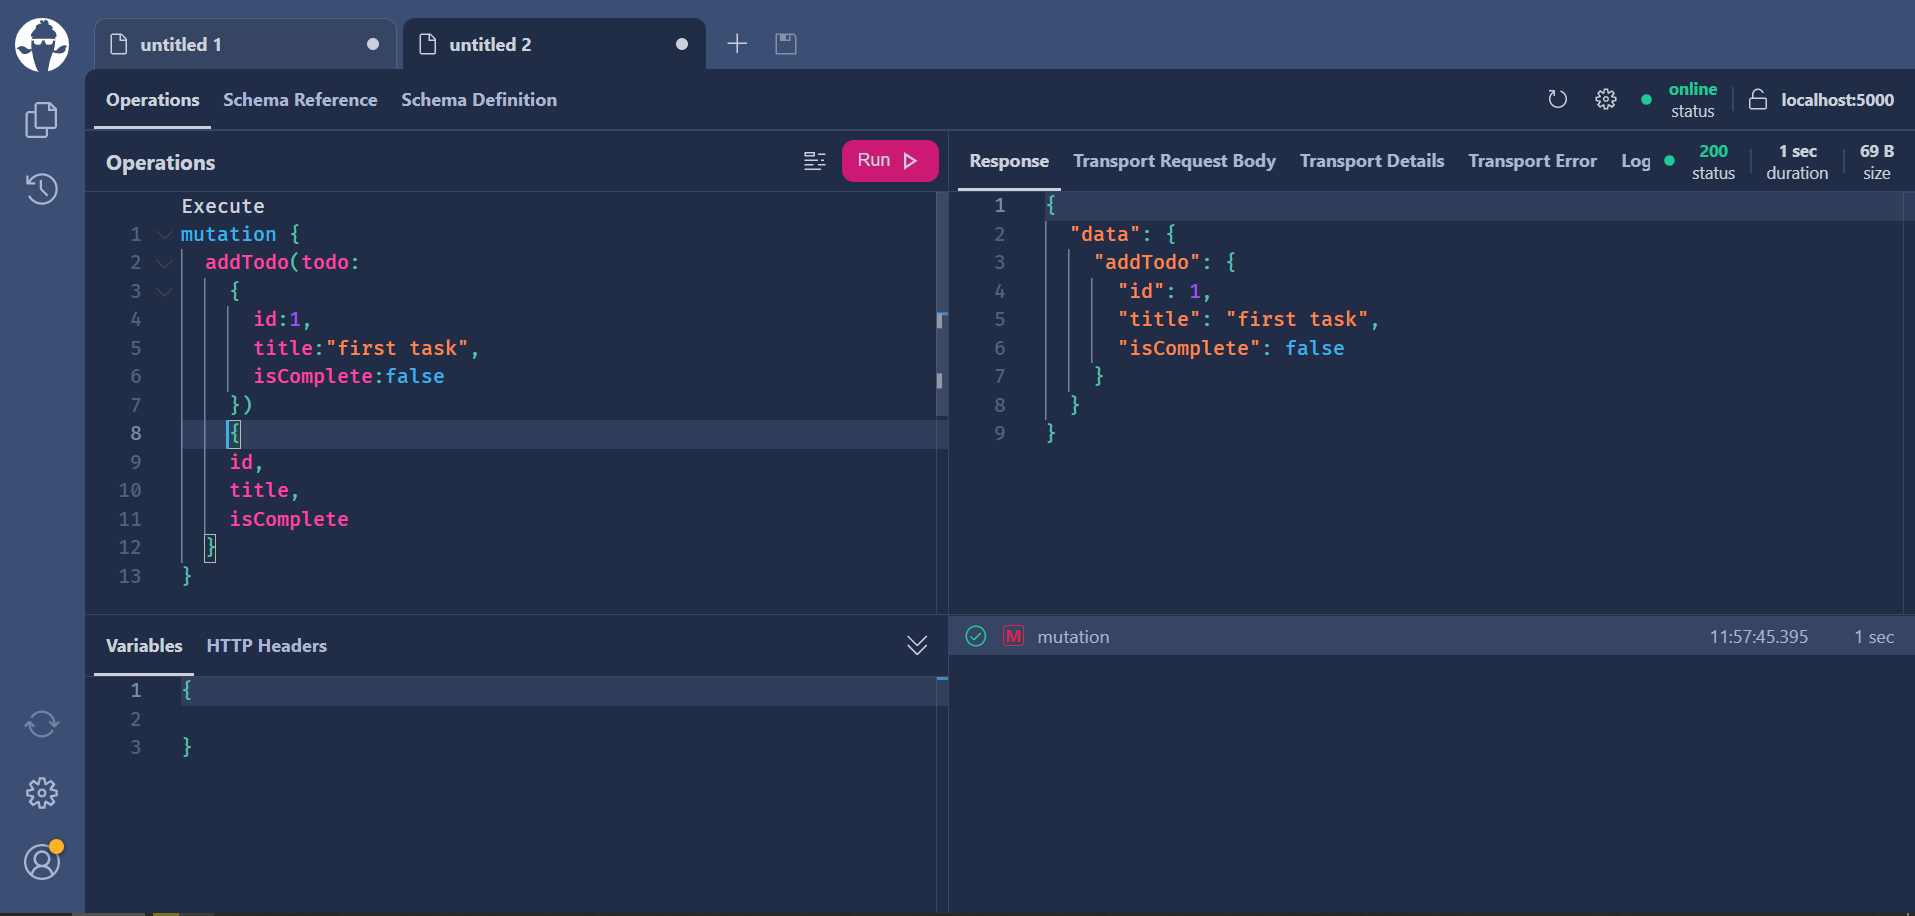 untitled 1
untitled 2
Operations Schema Reference Schema Definition
online
status
localhost:5000
Operations
Run
Response Transport Request Body Transport Details Transport Error Log
200
status
1 sec
duration
69 B
size
Execute
1 mutation {
2 addTodo(todo:
3 {
4 id:1,
5 title:"first task",
6 isComplete:false
7 })
8 {
9 id,
10 title,
11 isComplete
12 }
13 }
1 {
2 "data": {
3 "addTodo": {
4 "id": 1,
5 "title": "first task",
6 "isComplete": false
7 }
8 }
9 }
Variables HTTP Headers
1 {
2
3 }
M mutation 11:57:45.395 1 sec